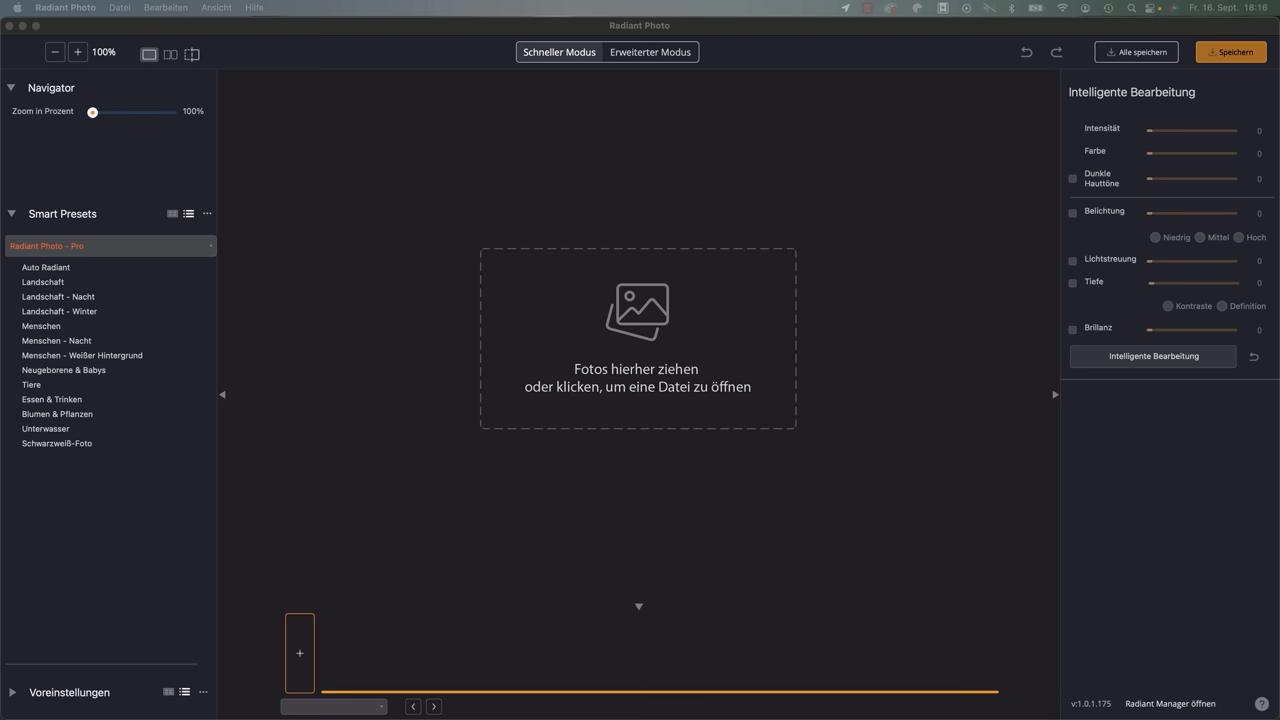 Radiant Photo Datei Bearbeiten Ansicht Hilfe Fr. 16. Sept. 18:16
Radiant Photo
100%
Schneller Modus Erweiterter Modus
Alle speichern Speichern
Navigator
Zoom in Prozent 100%
Smart Presets
Radiant Photo - Pro
Auto Radiant
Landschaft
Landschaft - Nacht
Landschaft - Winter
Menschen
Menschen - Nacht
Menschen - Weißer Hintergrund
Neugeborene & Babys
Tiere
Essen & Trinken
Blumen & Pflanzen
Unterwasser
Schwarzweiß-Foto
Voreinstellungen
Fotos hierher ziehen
oder klicken, um eine Datei zu öffnen
+
Intelligente Bearbeitung
Intensität 0
Farbe 0
Dunkle
Hauttöne 0
Belichtung 0
Niedrig Mittel Hoch
Lichtstreuung 0
Tiefe 0
Kontraste Definition
Brillanz 0
Intelligente Bearbeitung
v:1.0.1.175 Radiant Manager öffnen ?